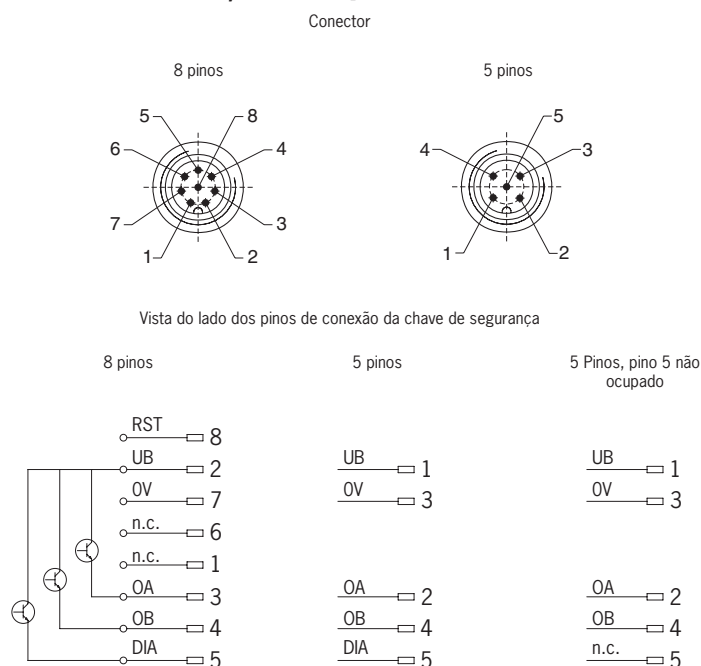 Conector
8 pinos 5 pinos
5 8
6 4
7 3
1 2
5
4 3
1 2
Vista do lado dos pinos de conexão da chave de segurança
8 pinos 5 pinos 5 Pinos, pino 5 não
ocupado
RST 8
UB 2 UB 1 UB 1
0V 7 0V 3 0V 3
n.c. 6
n.c. 1
OA 3 OA 2 OA 2
OB 4 OB 4 OB 4
DIA 5 DIA 5 n.c. 5